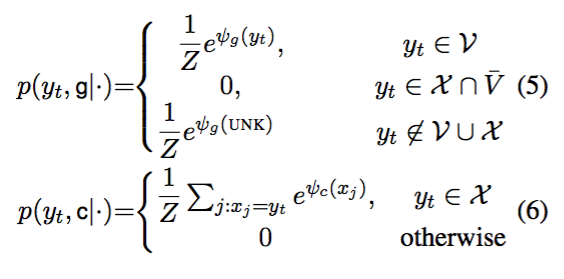 p(y_t, g|·)= { 1/Z e^{ψ_g(y_t)}, y_t ∈ 𝒱
0, y_t ∈ 𝒳 ∩ V̄ (5)
1/Z e^{ψ_g(UNK)} y_t ∉ 𝒱 ∪ 𝒳
p(y_t, c|·)= { 1/Z ∑_{j:x_j=y_t} e^{ψ_c(x_j)}, y_t ∈ 𝒳 (6)
0 otherwise